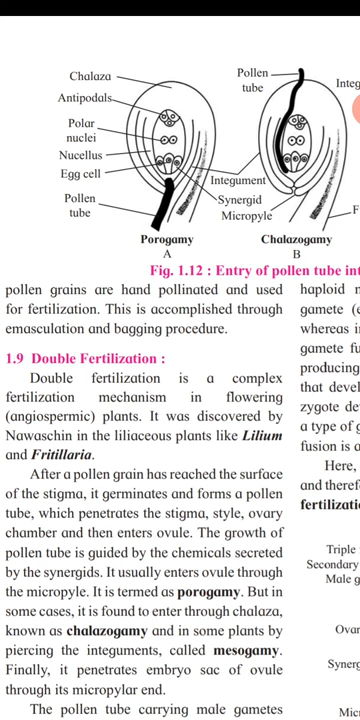 Chalaza
Antipodals
Polar
nuclei
Nucellus
Egg cell
Pollen
tube
Pollen
tube
Integument
Synergid
Micropyle
Porogamy
A
Chalazogamy
B
Fig. 1.12 : Entry of pollen tube int
pollen grains are hand pollinated and used
for fertilization. This is accomplished through
emasculation and bagging procedure.
1.9 Double Fertilization :
Double fertilization is a complex
fertilization mechanism in flowering
(angiospermic) plants. It was discovered by
Nawaschin in the liliaceous plants like Lilium
and Fritillaria.
After a pollen grain has reached the surface
of the stigma, it germinates and forms a pollen
tube, which penetrates the stigma, style, ovary
chamber and then enters ovule. The growth of
pollen tube is guided by the chemicals secreted
by the synergids. It usually enters ovule through
the micropyle. It is termed as porogamy. But in
some cases, it is found to enter through chalaza,
known as chalazogamy and in some plants by
piercing the integuments, called mesogamy.
Finally, it penetrates embryo sac of ovule
through its micropylar end.
The pollen tube carrying male gametes
Integ
F
haploid
gamete (e
whereas in
gamete fu
producing
that devel
zygote de
a type of g
fusion is a
Here,
and theref
fertilizati
Triple
Secondary
Male g
Ovar
Synerg
Mic